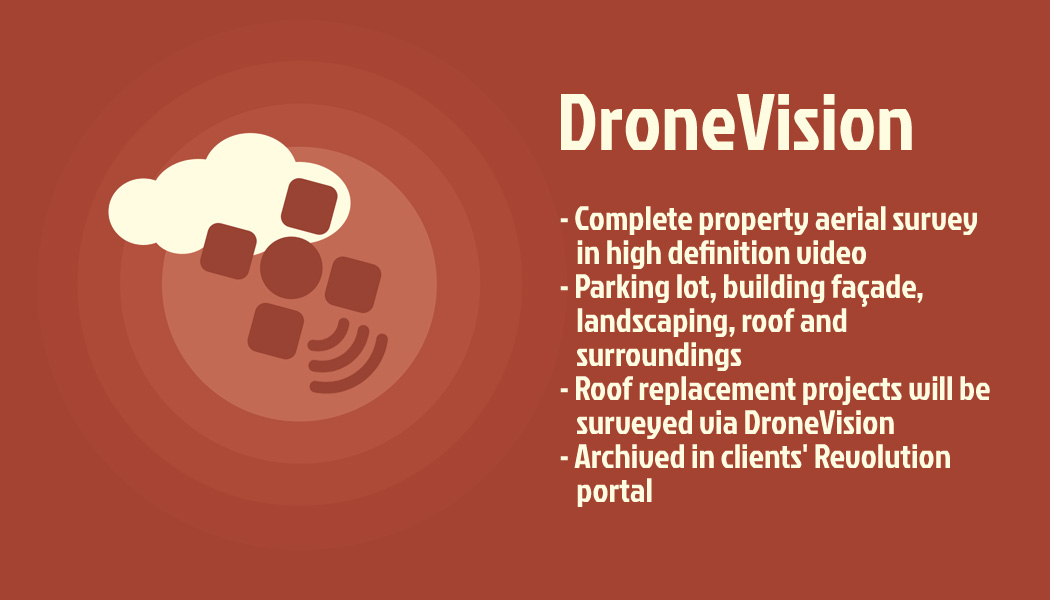 DroneVision
- Complete property aerial survey
in high definition video
- Parking lot, building façade,
landscaping, roof and
surroundings
- Roof replacement projects will be
surveyed via DroneVision
- Archived in clients' Revolution
portal